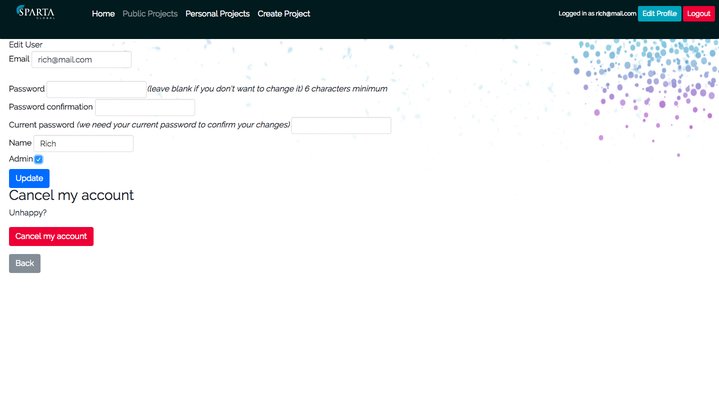 SPARTA
GLOBAL
Home Public Projects Personal Projects Create Project
Logged in as rich@mail.com Edit Profile Logout
Edit User
Email rich@mail.com
Password (leave blank if you don't want to change it) 6 characters minimum
Password confirmation
Current password (we need your current password to confirm your changes)
Name Rich
Admin
Update
Cancel my account
Unhappy?
Cancel my account
Back